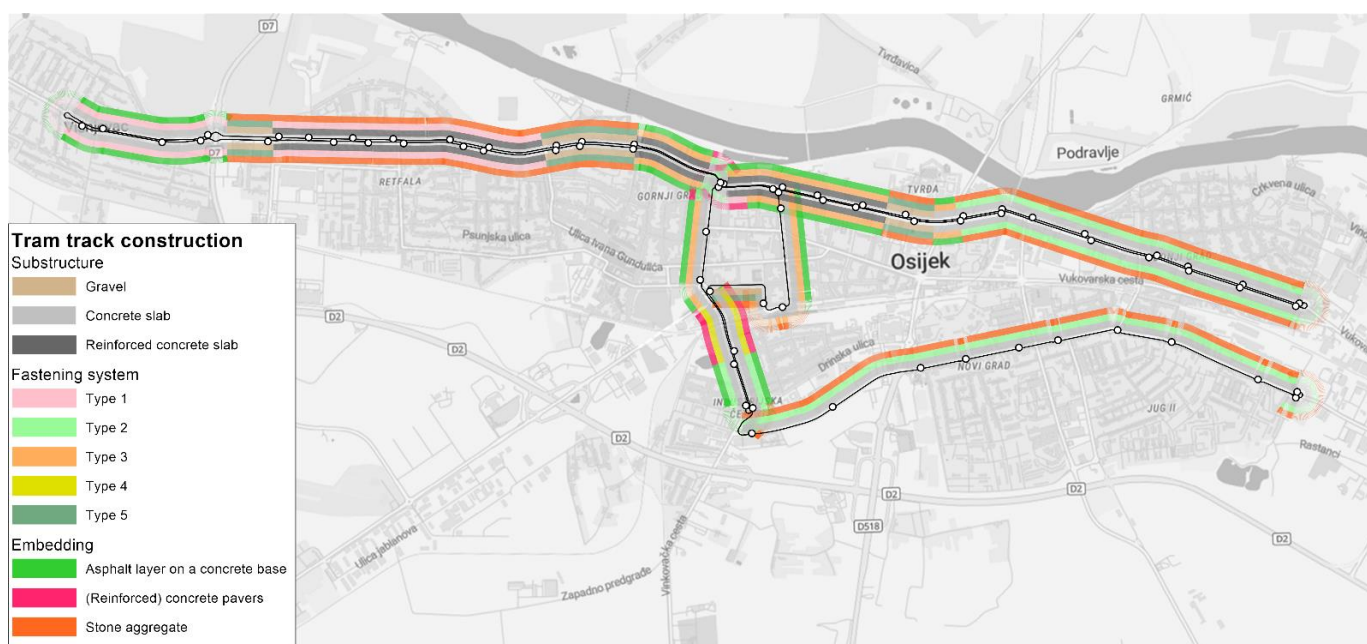 D7
Tvrđavica
GRMIĆ
Podravlje
Crkvena ulica
D7
RETFALA
TVRĐA
GORNJI GR
Psunjska ulica
Ulica Ivana Gundulića
Osijek
Vukovarska cesta
D2
D2
Drinska ulica
NOVI GRAD
JUG II
D2
Rastanci
D2
D2
D518
D2
Ulica jablanova
Vinkovačka cesta
Zapadno predgrađe
Tram track construction
Substructure
Gravel
Concrete slab
Reinforced concrete slab
Fastening system
Type 1
Type 2
Type 3
Type 4
Type 5
Embedding
Asphalt layer on a concrete base
(Reinforced) concrete pavers
Stone aggregate